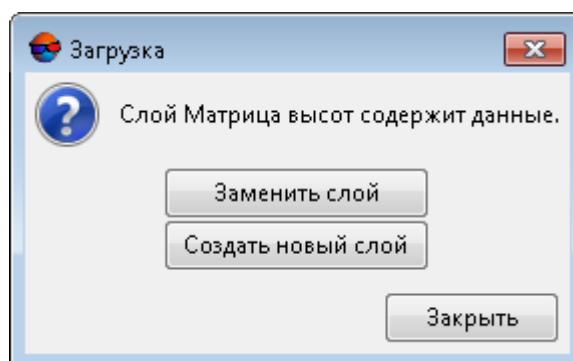 Загрузка
Слой Матрица высот содержит данные.
Заменить слой
Создать новый слой
Закрыть